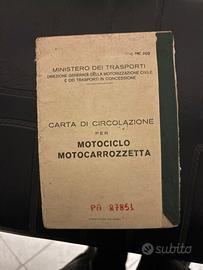 MINISTERO DEI TRASPORTI
DIREZIONE GENERALE DELLA MOTORIZZAZIONE CIVILE
E DEI TRASPORTI IN CONCESSIONE
CARTA DI CIRCOLAZIONE
PER
MOTOCICLO
MOTOCARROZZETTA
PA 27851
subito